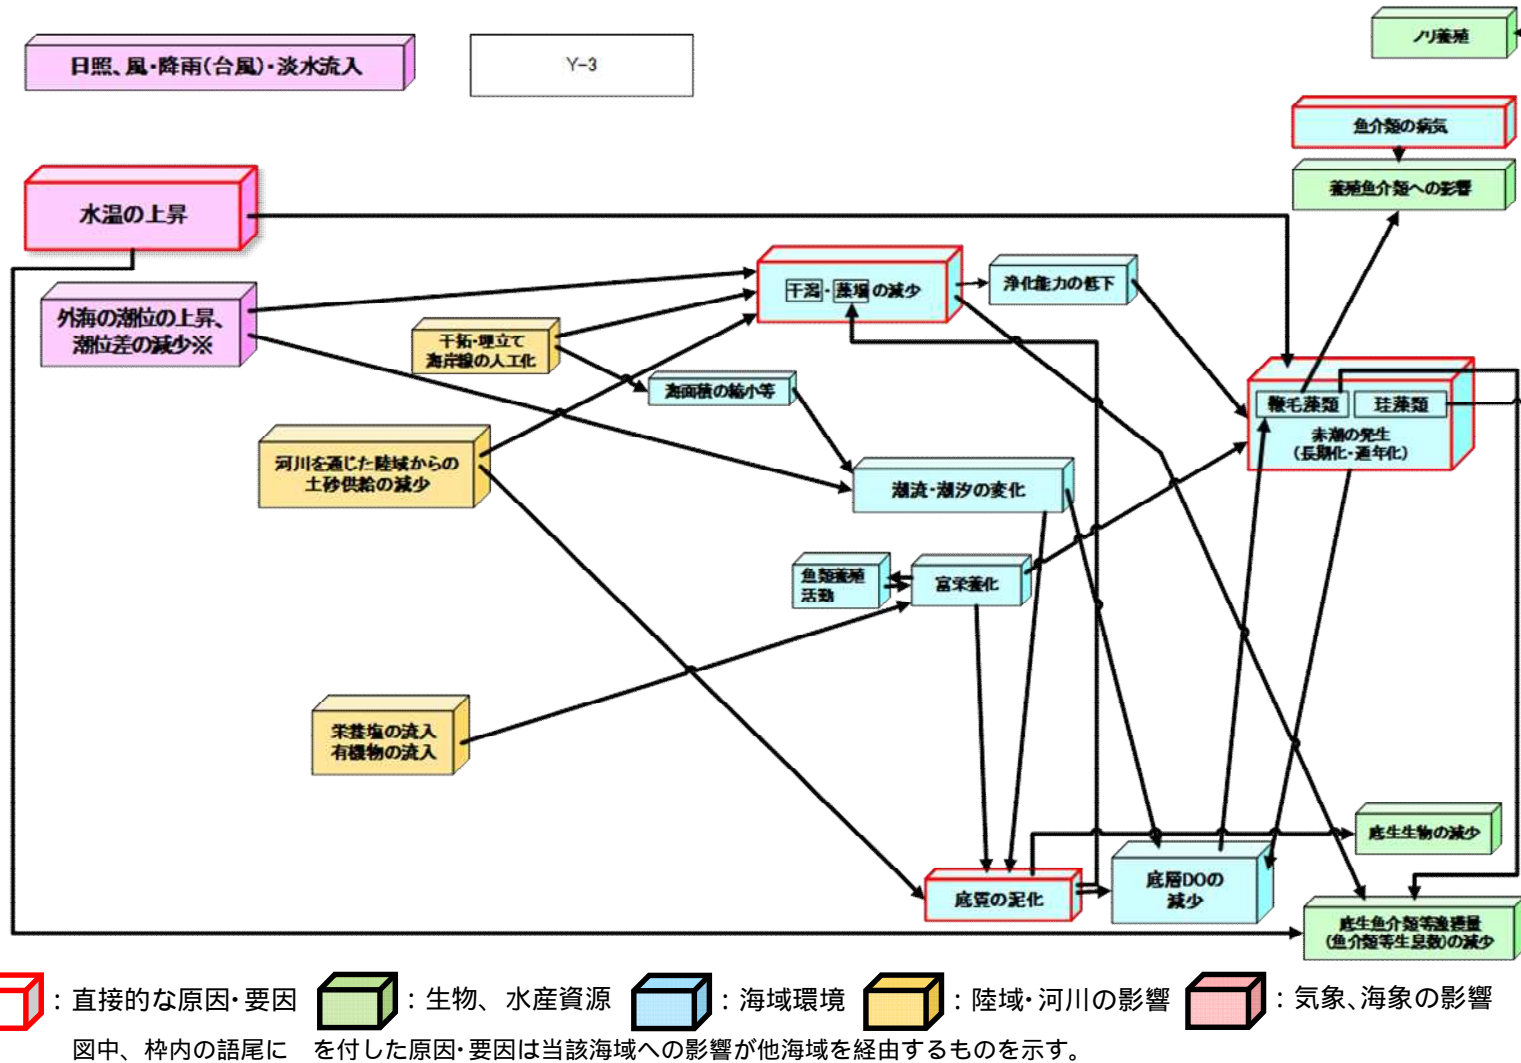 日照、風・降雨(台風)・淡水流入
Y-3
ノリ養殖
魚介類の病気
養殖魚介類への影響
水温の上昇
外海の潮位の上昇、
潮位差の減少※
干拓・埋立て
海岸線の人工化
干潟・藻場の減少
浄化能力の低下
海面積の縮小等
鞭毛藻類
珪藻類
赤潮の発生
(長期化・通年化)
河川を通じた陸域からの
土砂供給の減少
潮流・潮汐の変化
魚類養殖
活動
富栄養化
栄養塩の流入
有機物の流入
底生生物の減少
底質の泥化
底層DOの
減少
底生魚介類等漁獲量
(魚介類等生息数)の減少
：直接的な原因・要因
：生物、水産資源
：海域環境
：陸域・河川の影響
：気象、海象の影響
図中、枠内の語尾に　を付した原因・要因は当該海域への影響が他海域を経由するものを示す。